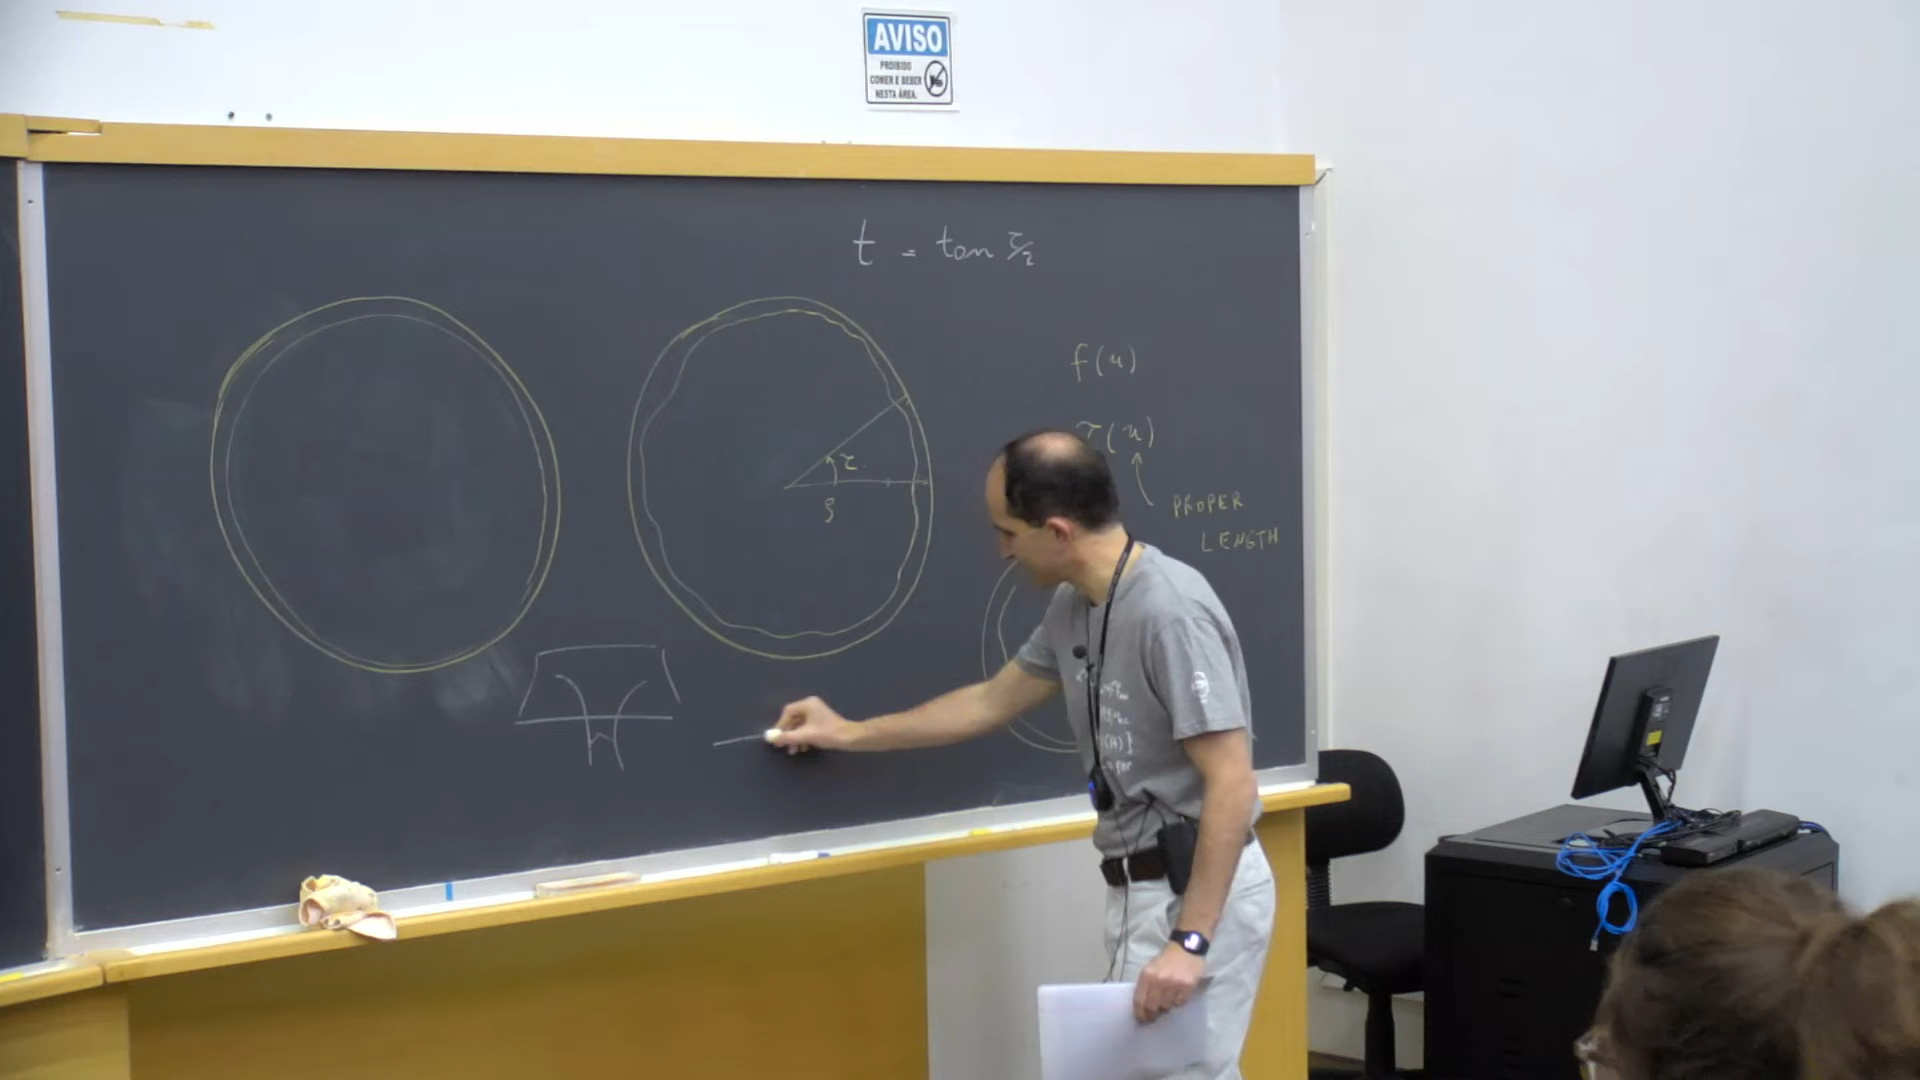 AVISO
PROIBIDO
COMER E BEBER
NESTA ÁREA.
t = tan τ/2
f(u)
τ(u)
τ
ρ
PROPER
LENGTH